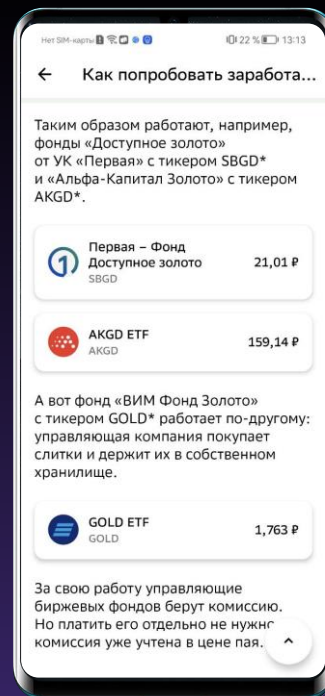 Нет SIM-карты 22 % 13:13
Как попробовать заработа...
Таким образом работают, например,
фонды «Доступное золото»
от УК «Первая» с тикером SBGD*
и «Альфа-Капитал Золото» с тикером
AKGD*.
Первая – Фонд
Доступное золото
SBGD
21,01 ₽
AKGD ETF
AKGD
159,14 ₽
А вот фонд «ВИМ Фонд Золото»
с тикером GOLD* работает по-другому:
управляющая компания покупает
слитки и держит их в собственном
хранилище.
GOLD ETF
GOLD
1,763 ₽
За свою работу управляющие
биржевых фондов берут комиссию.
Но платить его отдельно не
комиссия уже учтена в цене пая.